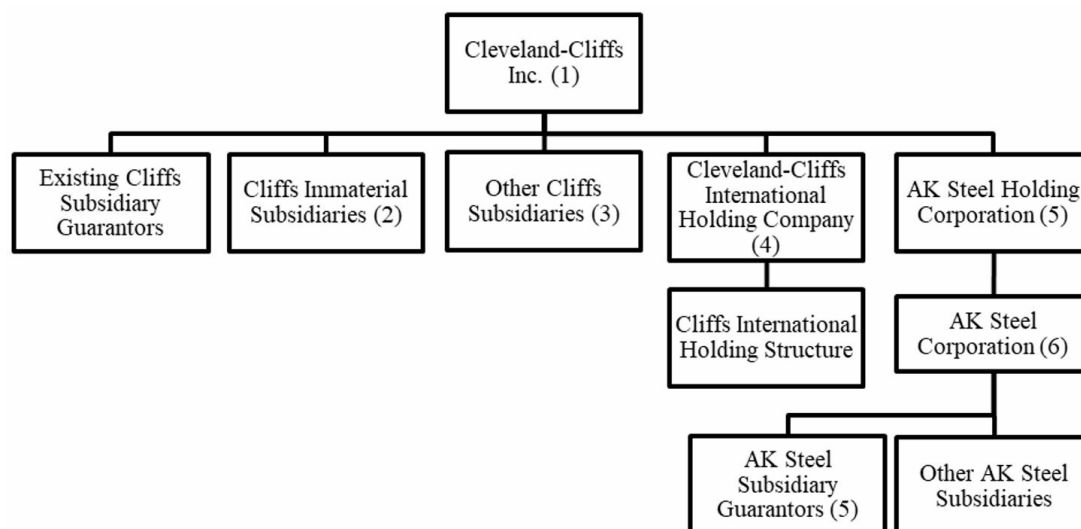 Cleveland-Cliffs
Inc. (1)
Existing Cliffs
Subsidiary
Guarantors
Cliffs Immaterial
Subsidiaries (2)
Other Cliffs
Subsidiaries (3)
Cleveland-Cliffs
International
Holding Company
(4)
AK Steel Holding
Corporation (5)
Cliffs International
Holding Structure
AK Steel
Corporation (6)
AK Steel
Subsidiary
Guarantors (5)
Other AK Steel
Subsidiaries